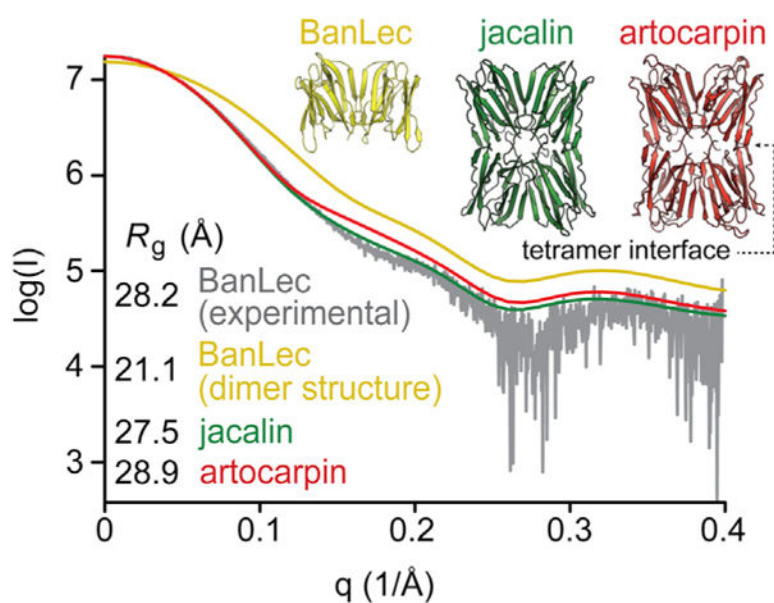 BanLec jacalin artocarpin
tetramer interface
log(I)
7
6
5
4
3
Rg (Å)
28.2 BanLec
(experimental)
21.1 BanLec
(dimer structure)
27.5 jacalin
28.9 artocarpin
0 0.1 0.2 0.3 0.4
q (1/Å)